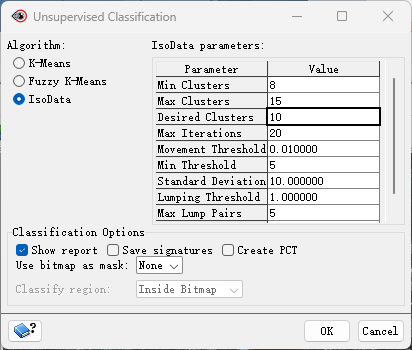 Unsupervised Classification
Algorithm:
K-Means
Fuzzy K-Means
IsoData
IsoData parameters:
Parameter Value
Min Clusters 8
Max Clusters 15
Desired Clusters 10
Max Iterations 20
Movement Threshold 0.010000
Min Threshold 5
Standard Deviation 10.000000
Lumping Threshold 1.000000
Max Lump Pairs 5
Classification Options
Show report Save signatures Create PCT
Use bitmap as mask: None
Classify region: Inside Bitmap
? OK Cancel